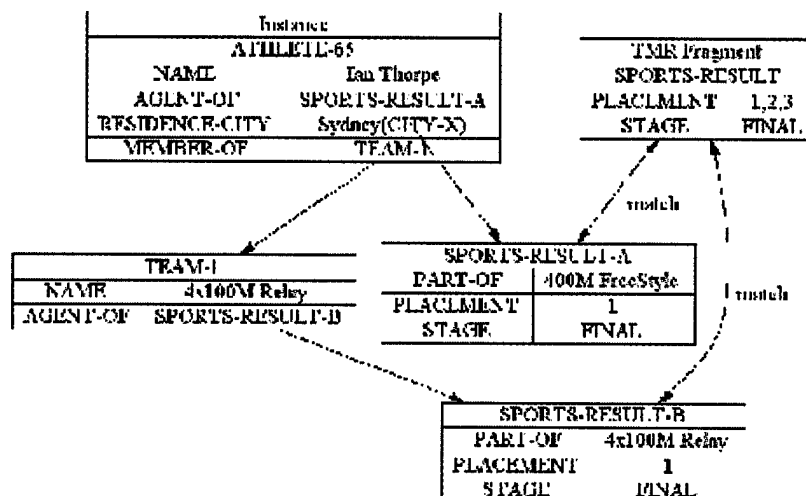 Instance
ATHLETE-65
NAME Ian Thorpe
AGENT-OF SPORTS-RESULT-A
RESIDENCE-CITY Sydney(CITY-X)
MEMBER-OF
TMR Fragment
SPORTS-RESULT
PLACEMENT 1,2,3
STAGE FINAL
match
TEAM-1
NAME 4x100M Relay
AGENT-OF SPORTS-RESULT-B
SPORTS-RESULT-A
PART-OF 400M FreeStyle
PLACEMENT 1
STAGE FINAL
match
SPORTS-RESULT-B
PART-OF 4x100M Relay
PLACEMENT 1
STAGE FINAL